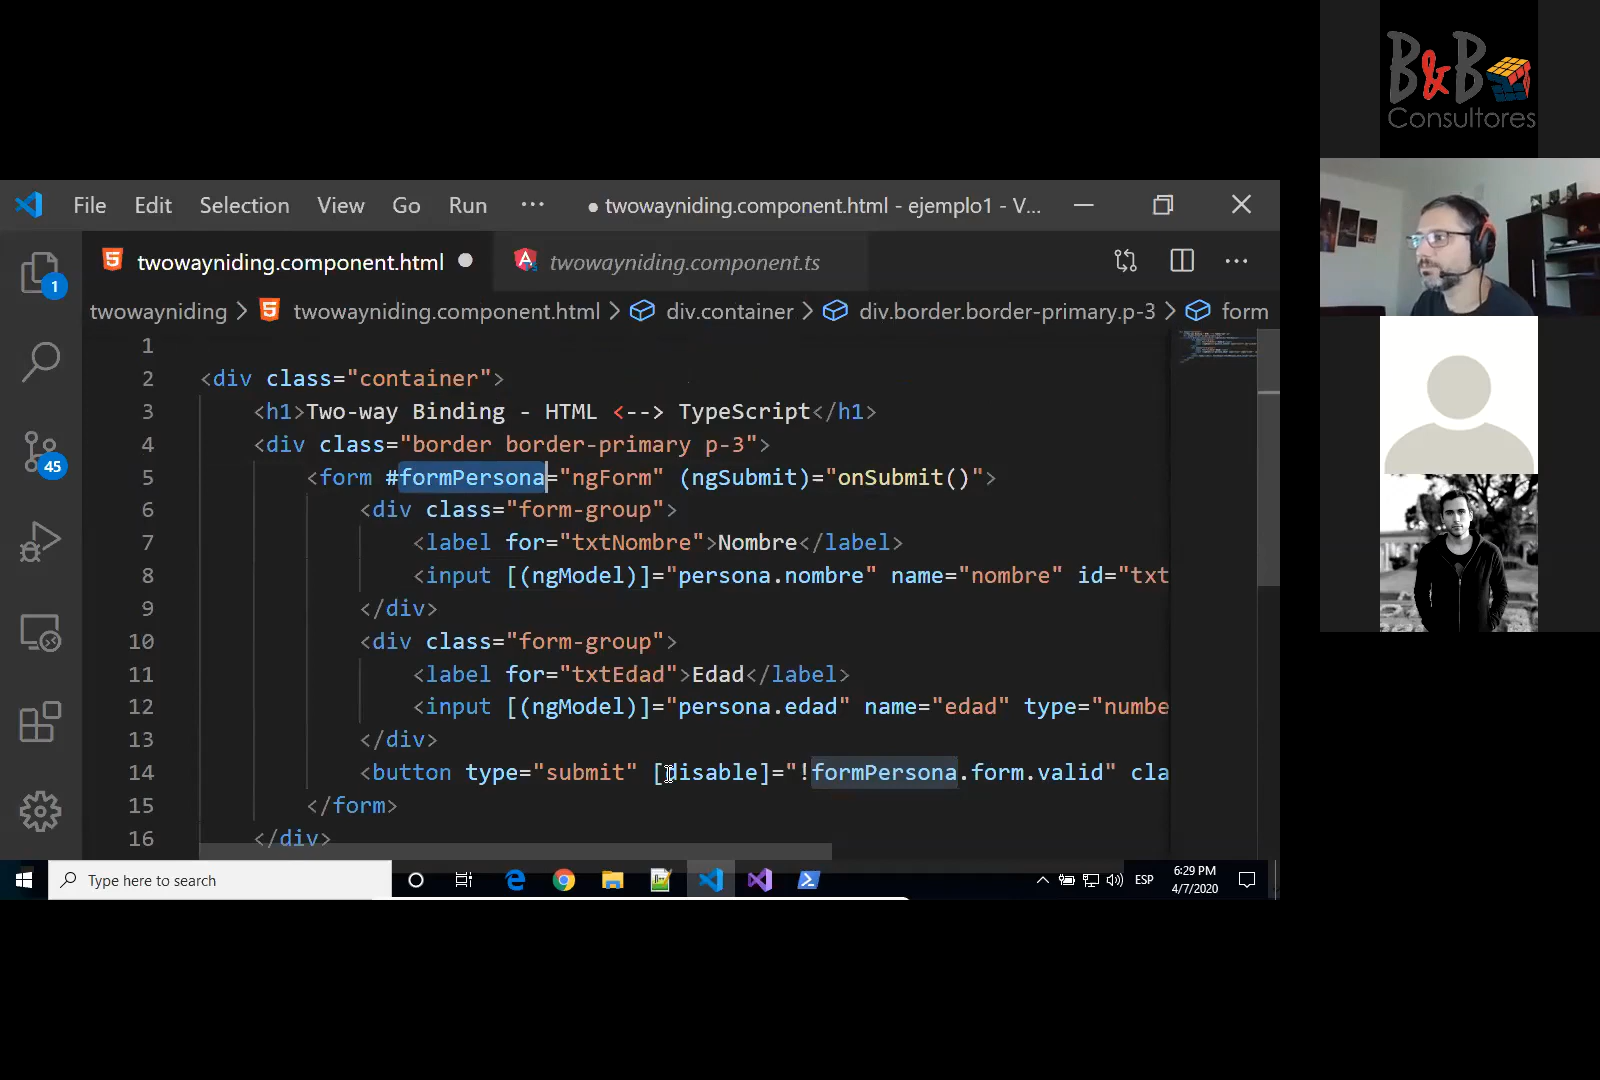 B&B
Consultores
File Edit Selection View Go Run ··· ● twowayniding.component.html - ejemplo1 - V...
twowayniding.component.html ● twowayniding.component.ts ···
twowayniding > twowayniding.component.html > div.container > div.border.border-primary.p-3 > form
1
1
2 <div class="container">
3 <h1>Two-way Binding - HTML <--> TypeScript</h1>
4 <div class="border border-primary p-3">
5 <form #formPersona="ngForm" (ngSubmit)="onSubmit()">
6 <div class="form-group">
7 <label for="txtNombre">Nombre</label>
8 <input [(ngModel)]="persona.nombre" name="nombre" id="txt
9 </div>
10 <div class="form-group">
11 <label for="txtEdad">Edad</label>
12 <input [(ngModel)]="persona.edad" name="edad" type="numbe
13 </div>
14 <button type="submit" [disable]="!formPersona.form.valid" cla
15 </form>
16 </div>
45
Type here to search
ESP
6:29 PM
4/7/2020